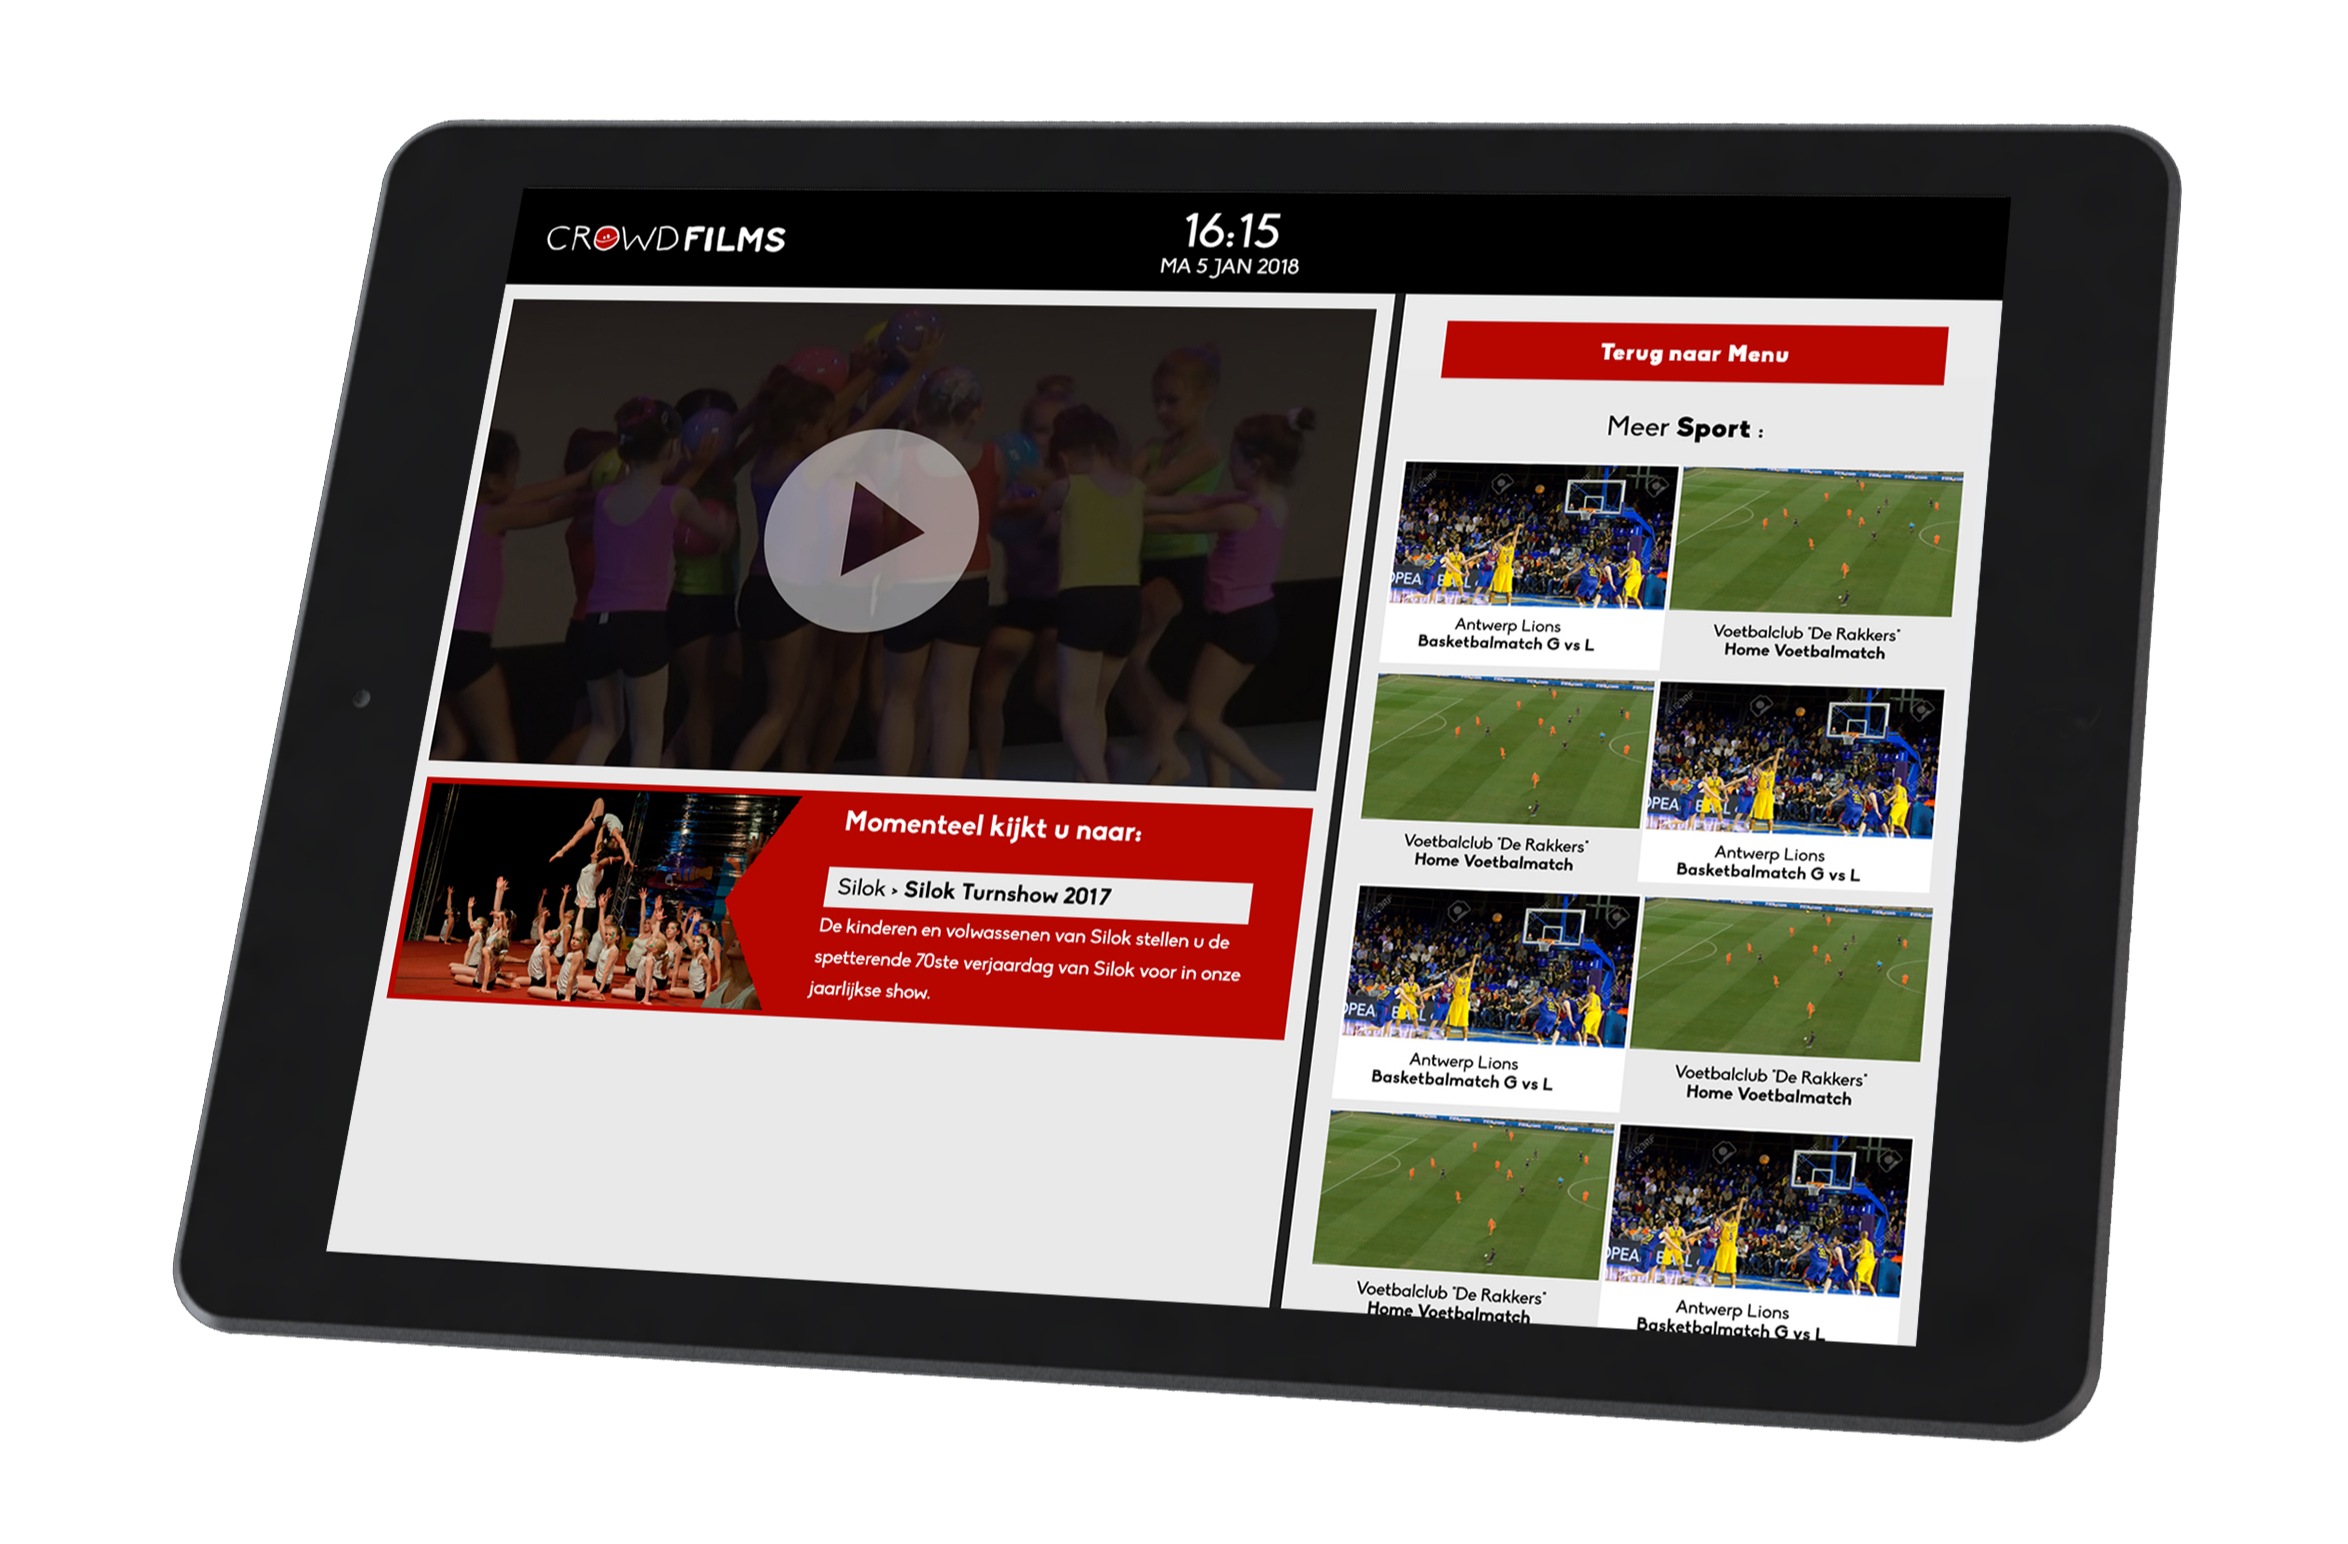 CROWDFILMS
16:15
MA 5 JAN 2018
Terug naar Menu
Meer Sport :
Antwerp Lions
Basketbalmatch G vs L
Voetbalclub "De Rakkers"
Home Voetbalmatch
Voetbalclub "De Rakkers"
Home Voetbalmatch
Antwerp Lions
Basketbalmatch G vs L
Antwerp Lions
Basketbalmatch G vs L
Voetbalclub "De Rakkers"
Home Voetbalmatch
Voetbalclub "De Rakkers"
Home Voetbalmatch
Antwerp Lions
Basketbalmatch G vs L
Momenteel kijkt u naar:
Silok > Silok Turnshow 2017
De kinderen en volwassenen van Silok stellen u de
spetterende 70ste verjaardag van Silok voor in onze
jaarlijkse show.